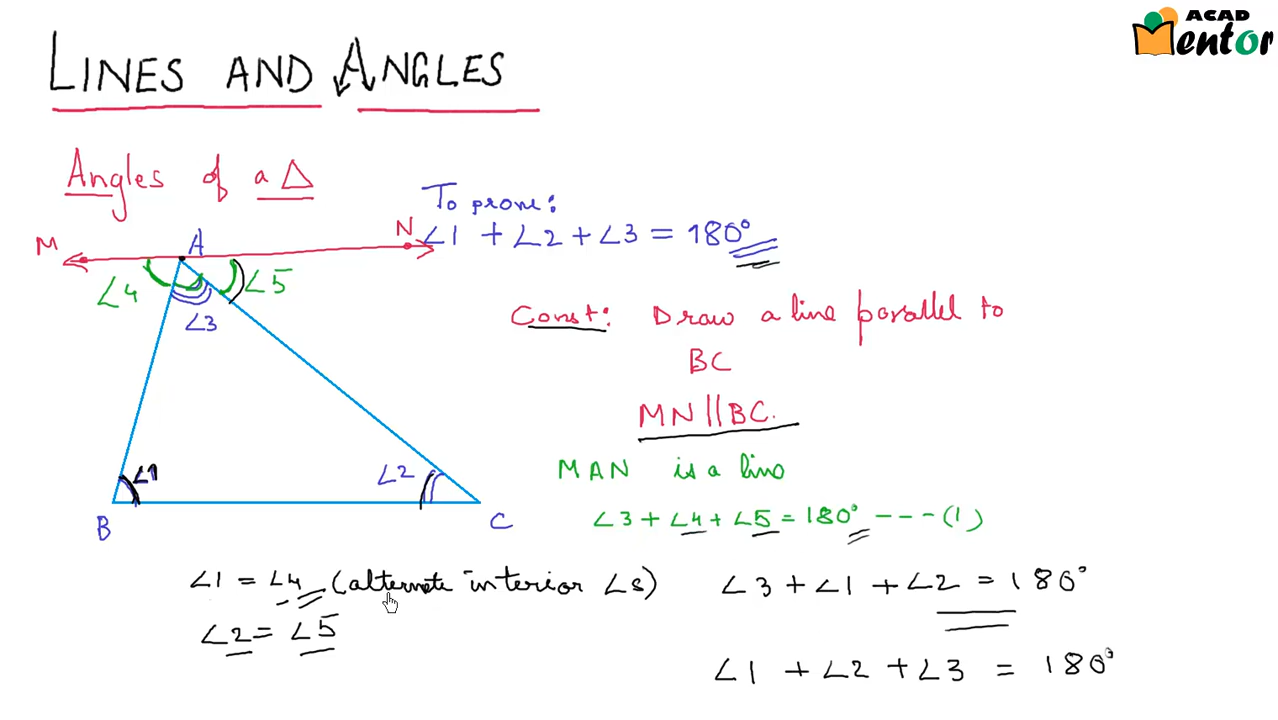 ACAD
Mentor
LINES AND ANGLES
Angles of a Δ
To prove:
∠1 + ∠2 + ∠3 = 180°
M
A
N
∠4
∠5
∠3
Const: Draw a line parallel to
BC
MN||BC.
MAN is a line
∠3 + ∠4 + ∠5 = 180° ---(1)
∠1
∠2
B
C
∠1 = ∠4 (alternate interior ∠s)
∠2 = ∠5
∠3 + ∠1 + ∠2 = 180°
∠1 + ∠2 + ∠3 = 180°